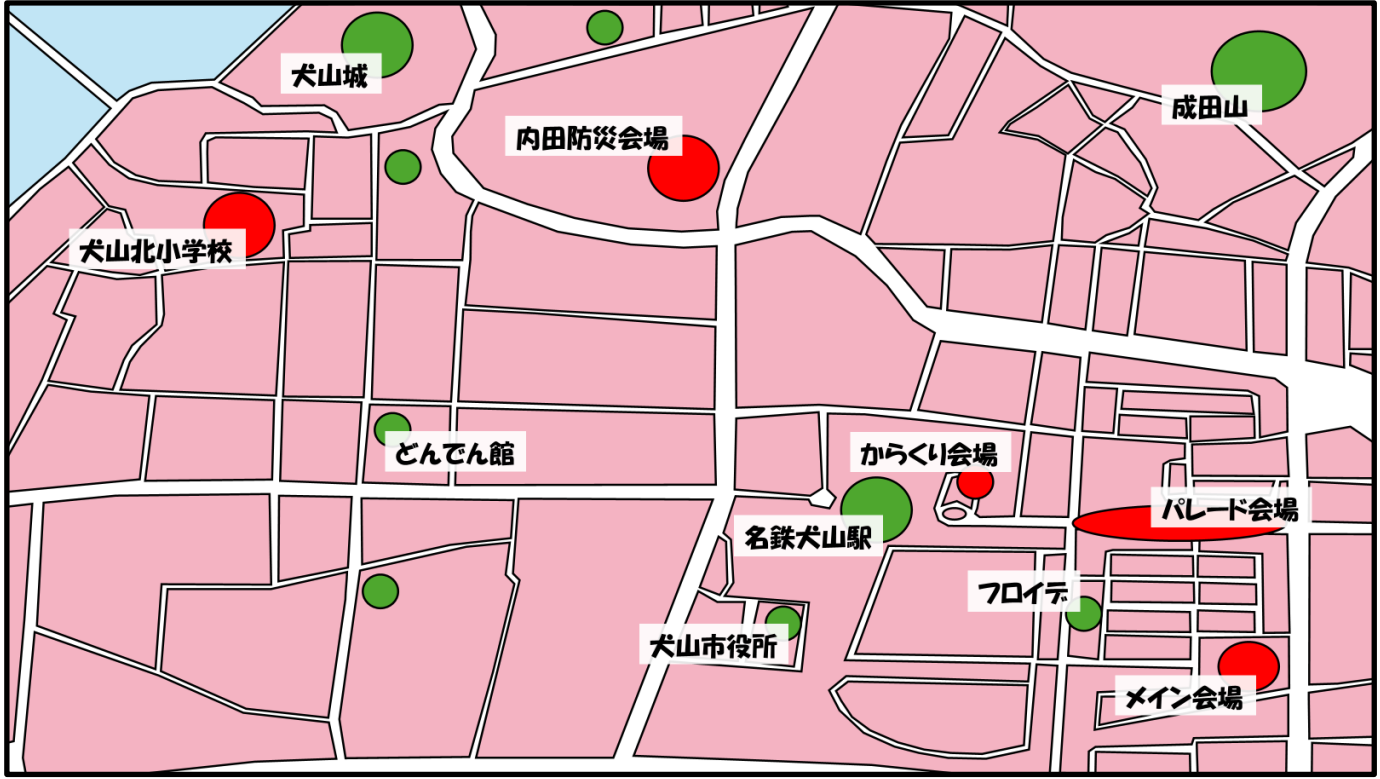 犬山城
成田山
内田防災会場
犬山北小学校
どんでん館
からくり会場
パレード会場
名鉄犬山駅
フロイデ
犬山市役所
メイン会場